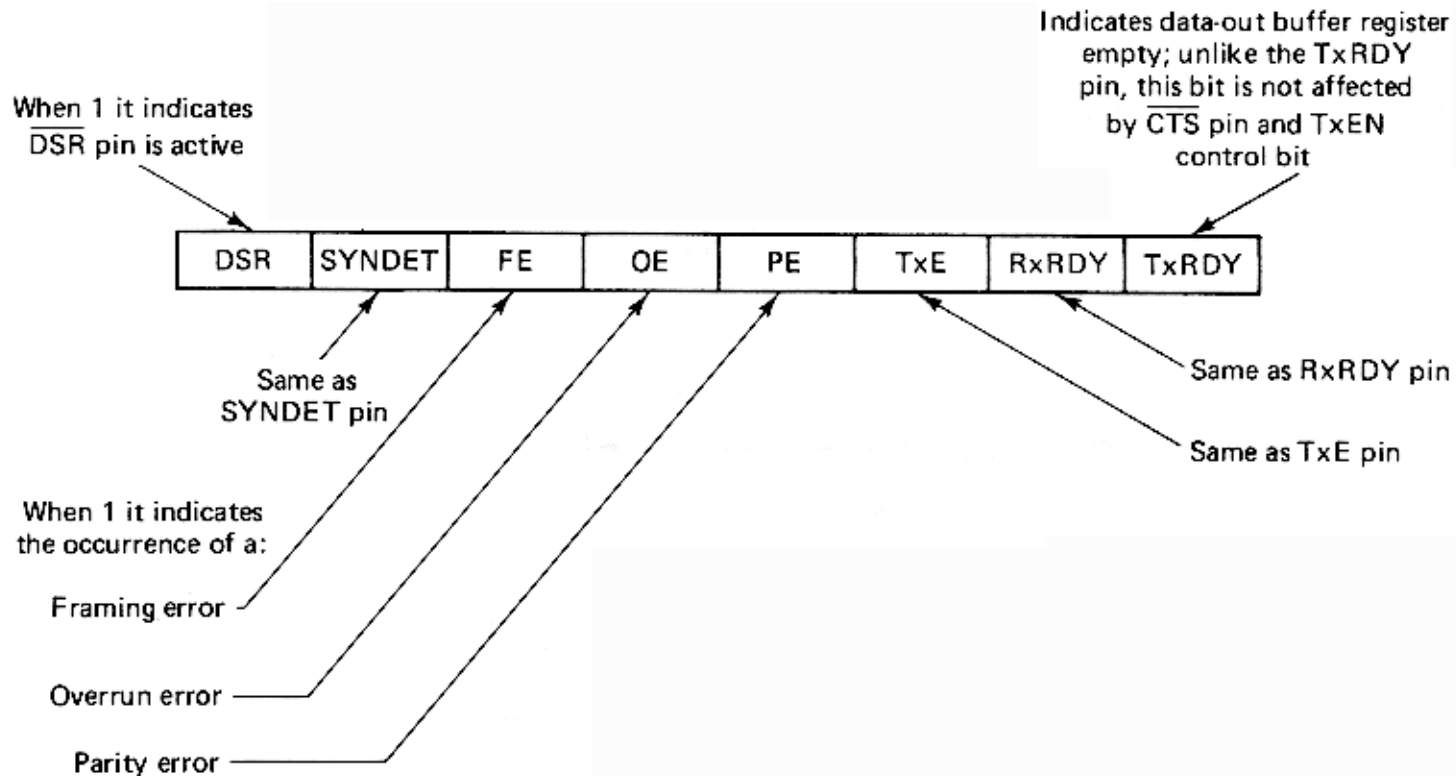 Indicates data-out buffer register
empty; unlike the TxRDY
pin, this bit is not affected
by C̅T̅S̅ pin and TxEN
control bit
When 1 it indicates
D̅S̅R̅ pin is active
DSR SYNDET FE OE PE TxE RxRDY TxRDY
Same as
SYNDET pin
Same as RxRDY pin
Same as TxE pin
When 1 it indicates
the occurrence of a:
Framing error
Overrun error
Parity error